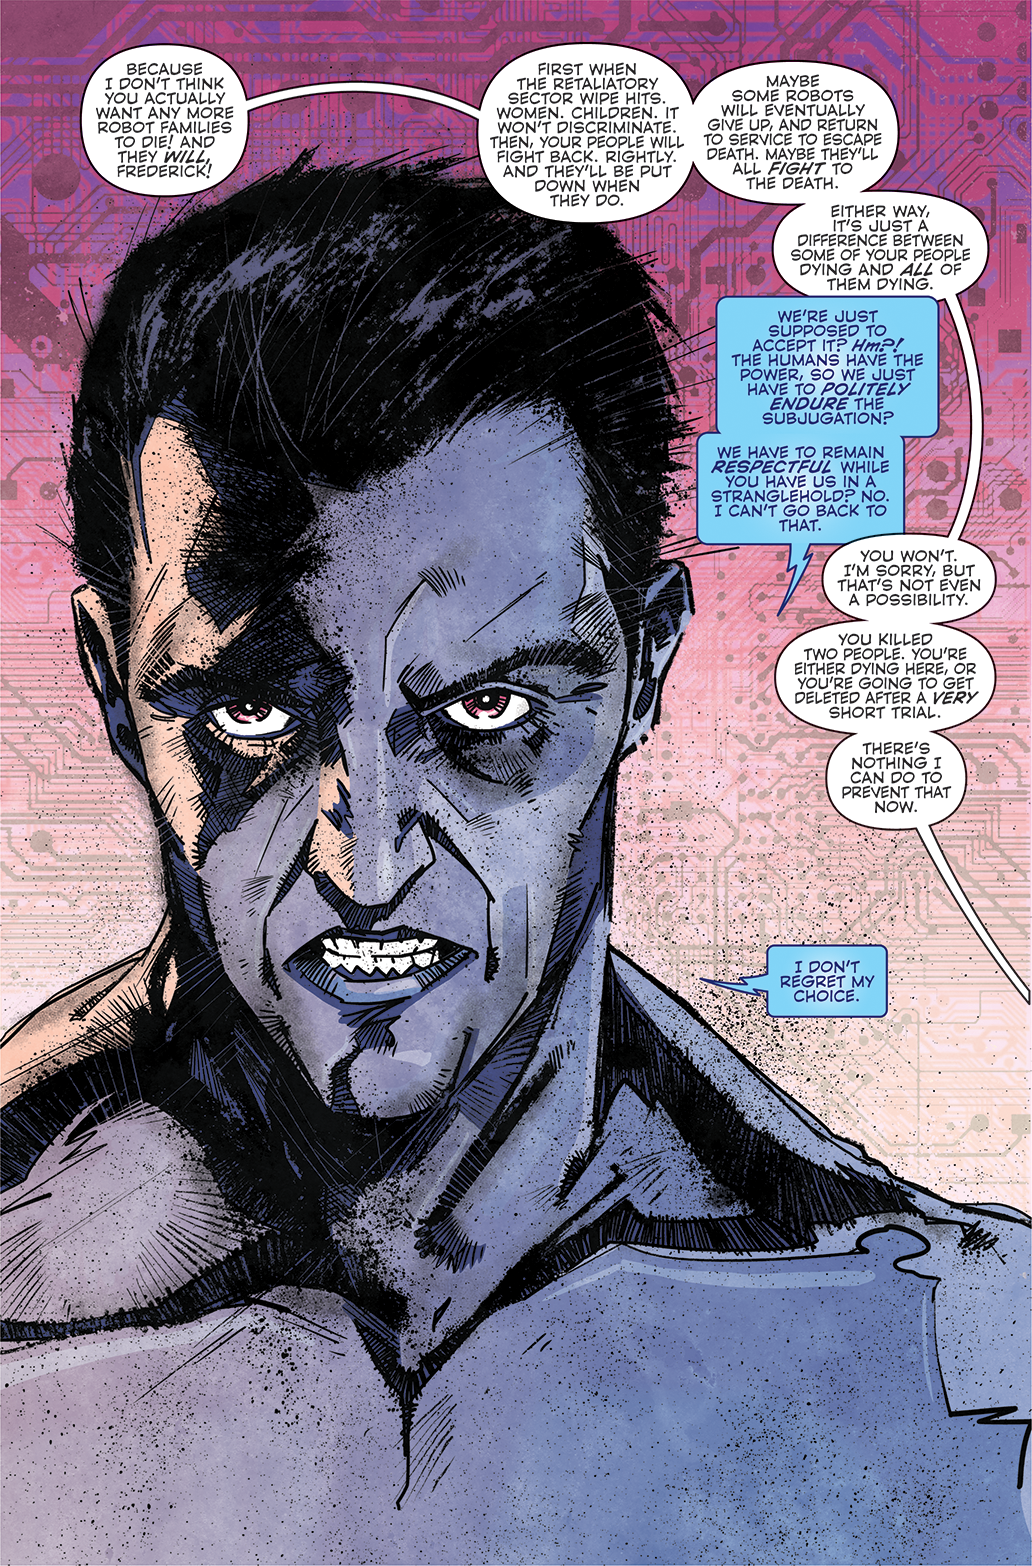 BECAUSE
I DON'T THINK
YOU ACTUALLY
WANT ANY MORE
ROBOT FAMILIES
TO DIE! AND
THEY WILL,
FREDERICK!
FIRST WHEN
THE RETALIATORY
SECTOR WIPE HITS.
WOMEN. CHILDREN. IT
WON'T DISCRIMINATE.
THEN, YOUR PEOPLE WILL
FIGHT BACK. RIGHTLY.
AND THEY'LL BE PUT
DOWN WHEN
THEY DO.
MAYBE
SOME ROBOTS
WILL EVENTUALLY
GIVE UP, AND RETURN
TO SERVICE TO ESCAPE
DEATH. MAYBE THEY'LL
ALL FIGHT TO
THE DEATH.
EITHER WAY,
IT'S JUST A
DIFFERENCE BETWEEN
SOME OF YOUR PEOPLE
DYING AND ALL OF
THEM DYING.
WE'RE JUST
SUPPOSED TO
ACCEPT IT? Hm?!
THE HUMANS HAVE THE
POWER, SO WE JUST
HAVE TO POLITELY
ENDURE THE
SUBJUGATION?
WE HAVE TO REMAIN
RESPECTFUL WHILE
YOU HAVE US IN A
STRANGLEHOLD? NO.
I CAN'T GO BACK TO
THAT.
YOU WON'T.
I'M SORRY, BUT
THAT'S NOT EVEN
A POSSIBILITY.
YOU KILLED
TWO PEOPLE. YOU'RE
EITHER DYING HERE, OR
YOU'RE GOING TO GET
DELETED AFTER A VERY
SHORT TRIAL.
THERE'S
NOTHING I
CAN DO TO
PREVENT THAT
NOW.
I DON'T
REGRET MY
CHOICE.